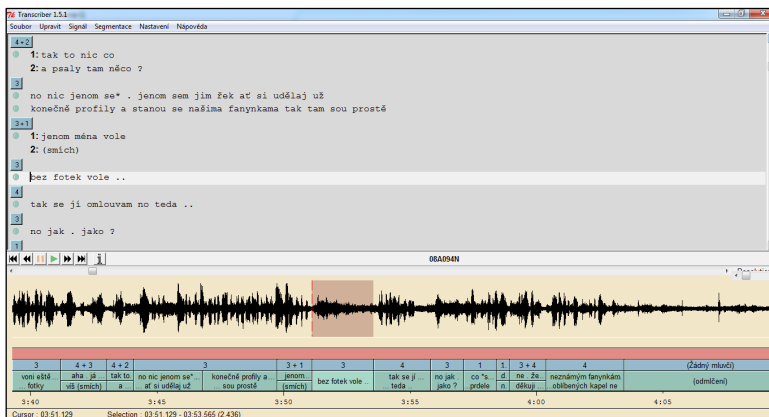 Transcriber 1.5.1
Soubor Upravit Signál Segmentace Nastavení Nápověda
4 + 2
1: tak to nic co
2: a psaly tam něco ?
3
no nic jenom se* . jenom sem jim řek ať si udělaj už
konečně profily a stanou se našima fanynkama tak tam sou prostě
3 + 1
1: jenom ména vole
2: (smích)
3
bez fotek vole ..
4
tak se jí omlouvam no teda ..
3
no jak . jako ?
1
08A094N
3 4 + 3 4 + 2 3 3 + 1 3 4 3 1 1. 3 + 4 4 (Žádný mluvčí)
voni eště ... aha . já ... tak to. no nic jenom se*... konečně profily a... jenom... bez fotek vole .. tak se jí ... no jak . co *s. d. ne . že.. neznámým fanynkám. (odmlčení)
... fotky víš (smích) a ... ... ať si udělaj už ... sou prostě (smích) ... teda .. jako ? prdele n. děkuji ... ..oblíbených kapel ne
3:40 3:45 3:50 3:55 4:00 4:05
Cursor : 03:51.129 Selection : 03:51.129 - 03:53.565 (2.436)